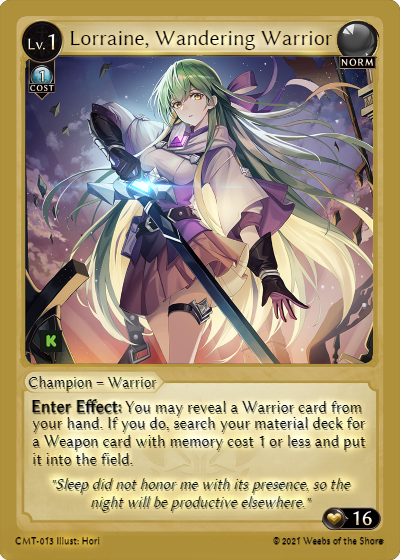 Lv.1 Lorraine, Wandering Warrior
NORM
1
COST
K
Champion = Warrior
Enter Effect: You may reveal a Warrior card from
your hand. If you do, search your material deck for
a Weapon card with memory cost 1 or less and put
it into the field.
"Sleep did not honor me with its presence, so the
night will be productive elsewhere."
16
CMT-013 Illust: Hori
© 2021 Weebs of the Shore